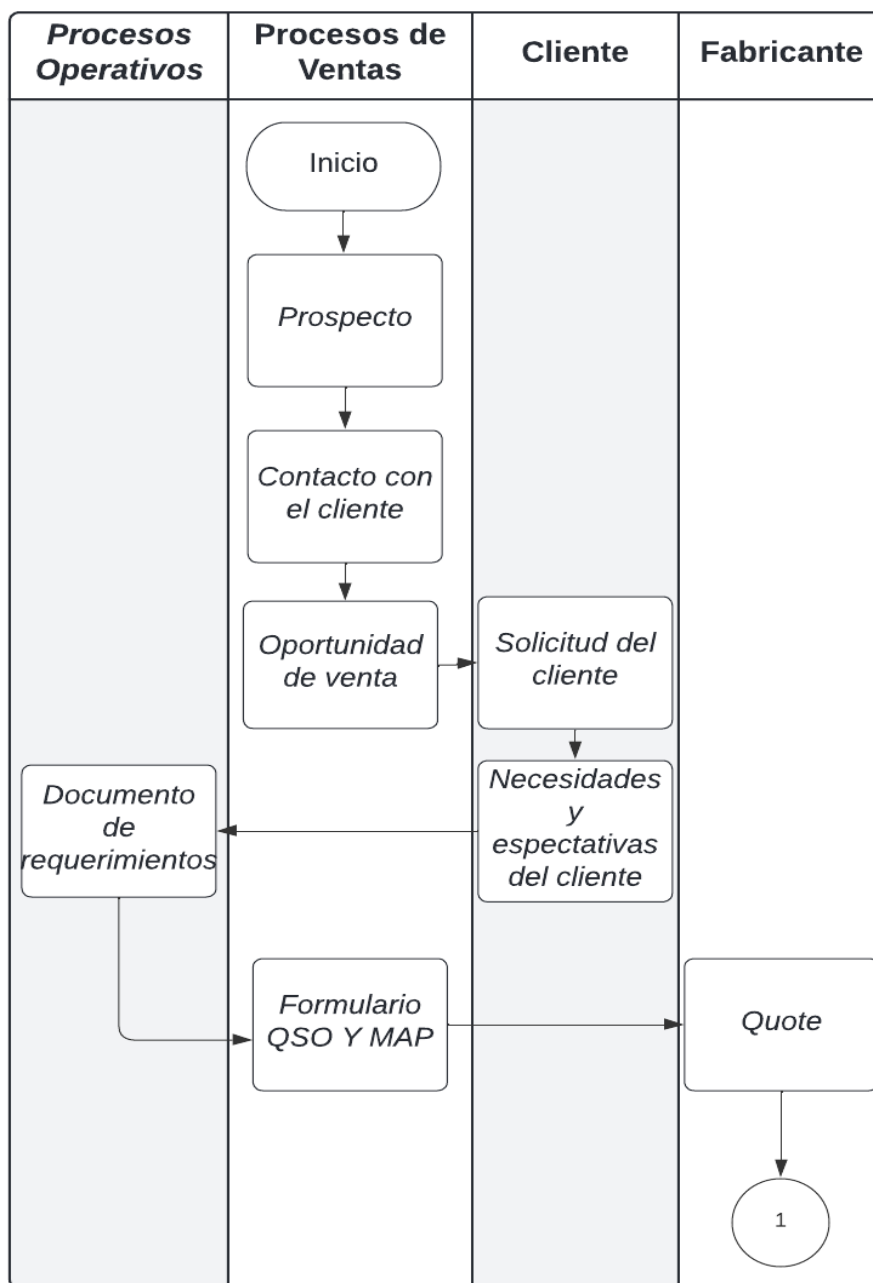 Procesos
Operativos
Procesos de
Ventas
Cliente
Fabricante
Inicio
Prospecto
Contacto con
el cliente
Oportunidad
de venta
Solicitud del
cliente
Necesidades
y
espectativas
del cliente
Documento
de
requerimientos
Formulario
QSO Y MAP
Quote
1